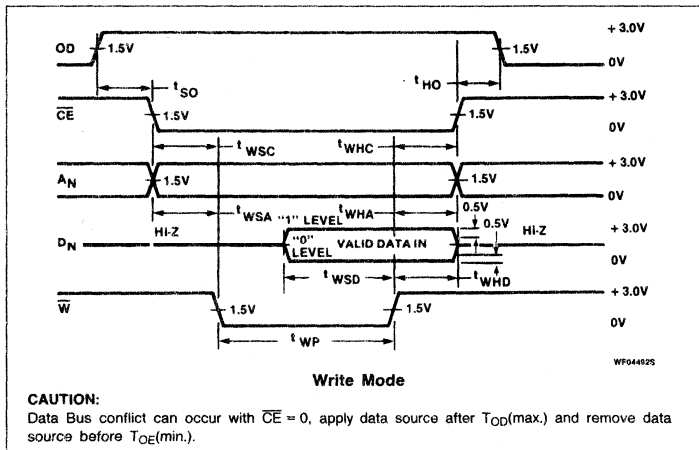 + 3.0V
OD
1.5V
1.5V
0V
tSO
tHO
+ 3.0V
CE
1.5V
1.5V
0V
tWSC
tWHC
+ 3.0V
AN
1.5V
1.5V
0V
tWSA
tWHA
0.5V
"1" LEVEL
0.5V
Hi-Z
Hi-Z
+ 3.0V
DN
"0"
LEVEL
VALID DATA IN
0V
tWSD
tWHD
+ 3.0V
W
1.5V
1.5V
0V
tWP
WF04492S
Write Mode
CAUTION:
Data Bus conflict can occur with CE = 0, apply data source after TOD(max.) and remove data
source before TOE(min.).